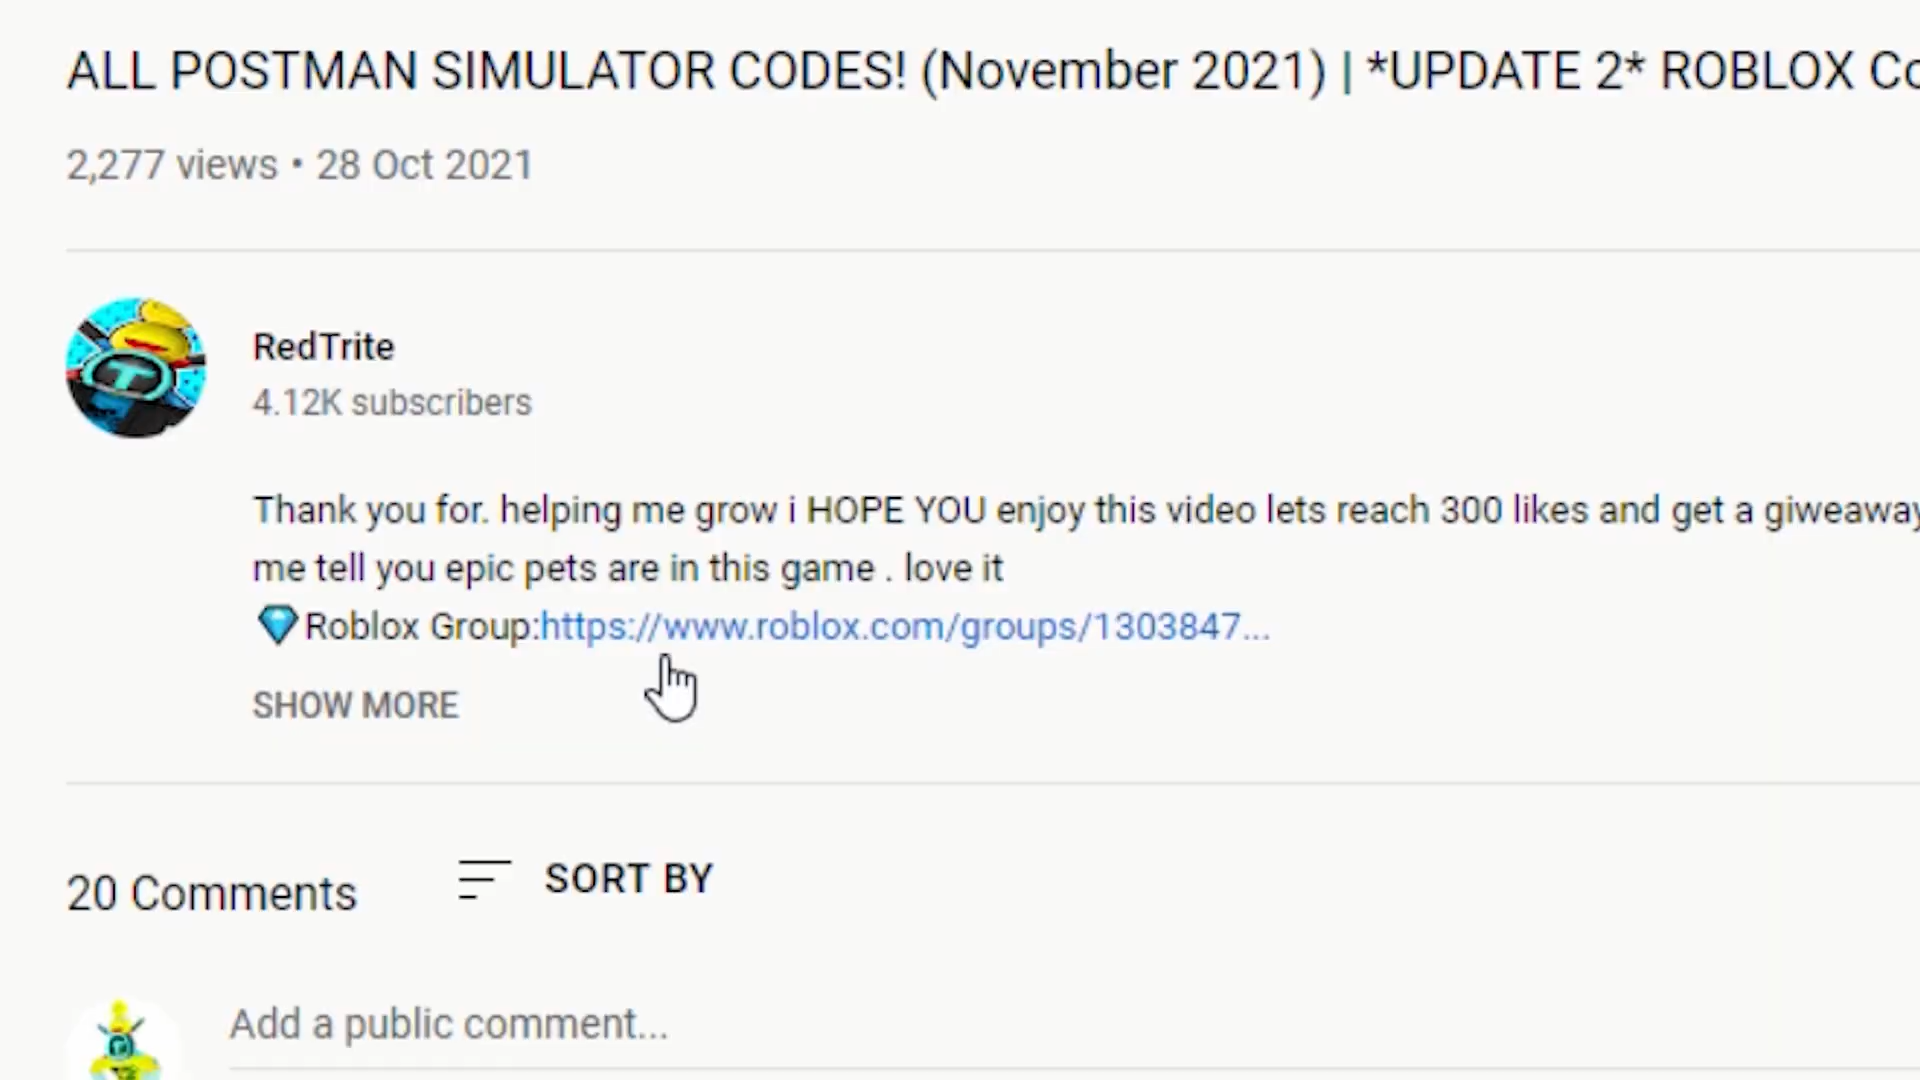 ALL POSTMAN SIMULATOR CODES! (November 2021) | *UPDATE 2* ROBLOX Co
2,277 views • 28 Oct 2021
RedTrite
4.12K subscribers
Thank you for. helping me grow i HOPE YOU enjoy this video lets reach 300 likes and get a giweaway
me tell you epic pets are in this game . love it
💎Roblox Group:https://www.roblox.com/groups/1303847...
SHOW MORE
20 Comments
SORT BY
Add a public comment...